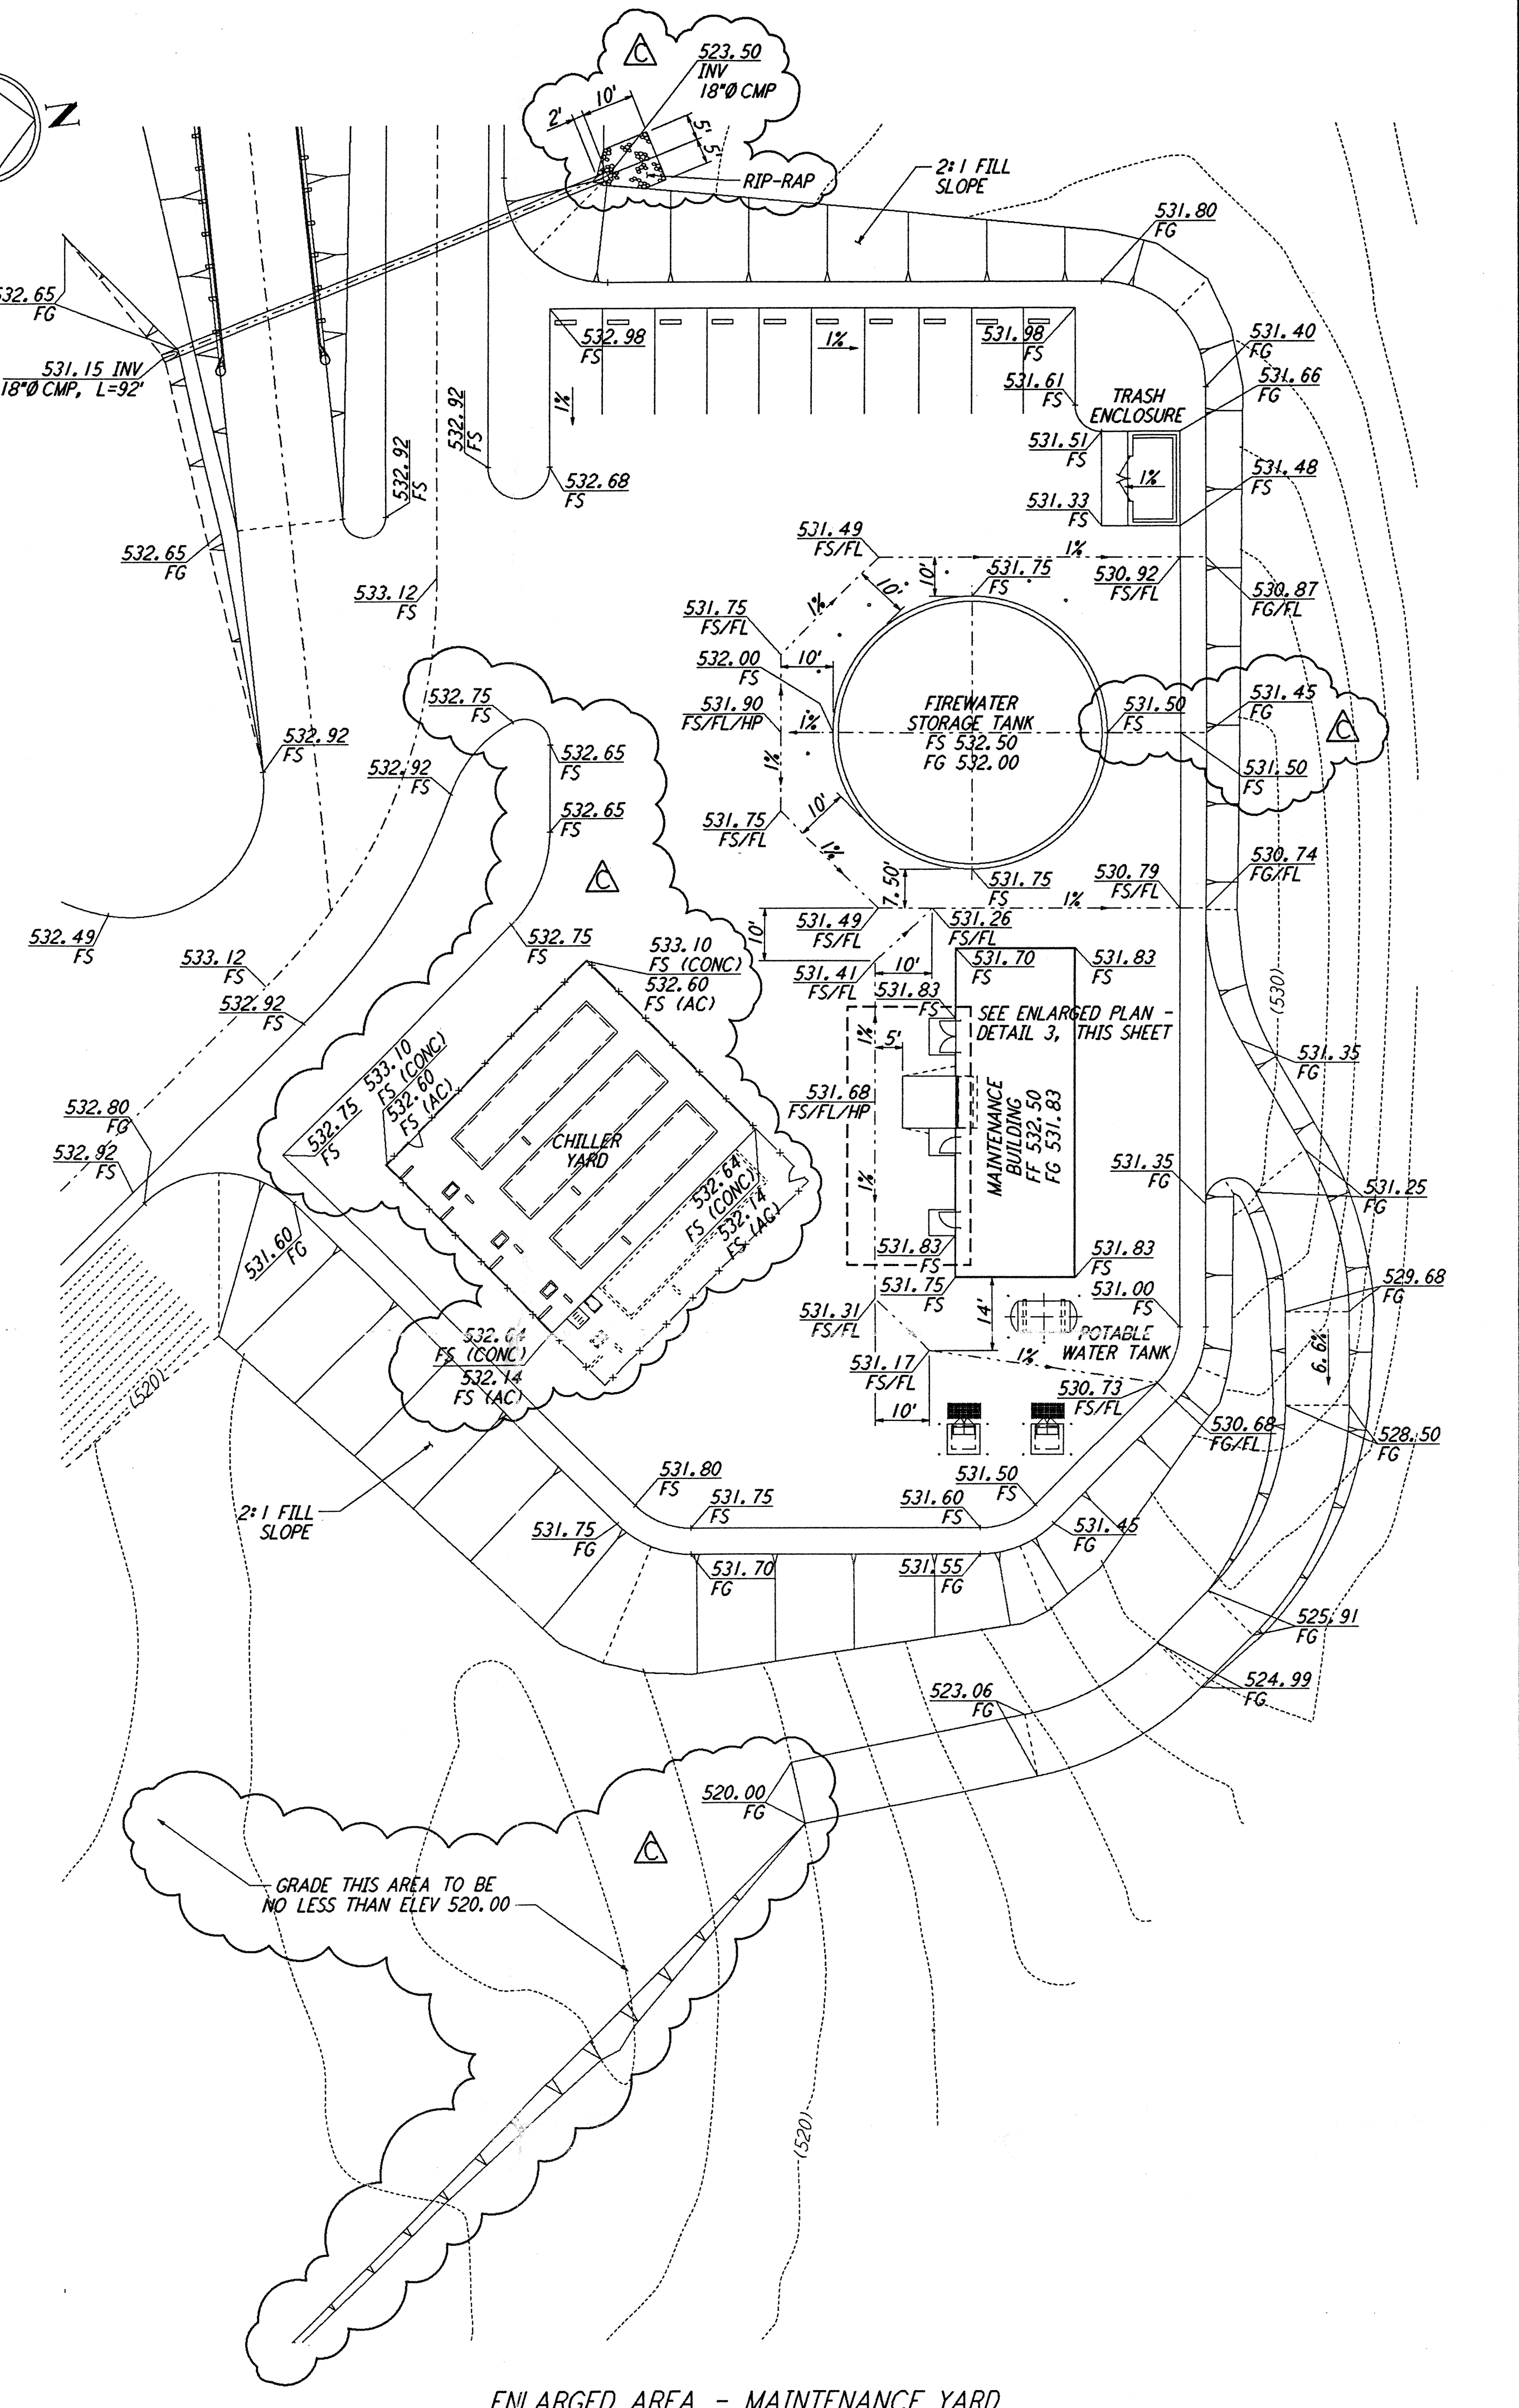 C
523.50
INV
18"Ø CMP
10'
2'
5'
5'
N
RIP-RAP
2:1 FILL
SLOPE
531.80
FG
532.65
FG
531.15 INV
18"Ø CMP, L=92'
532.98
FS
1%
531.98
FS
531.40
FG
531.61
FS
531.66
FG
TRASH
ENCLOSURE
1%
532.92
FS
532.92
FS
531.51
FS
1%
531.48
FS
532.68
FS
531.33
FS
532.65
FG
531.49
FS/FL
1%
10'
10'
531.75
FS
530.92
FS/FL
530.87
FG/FL
533.12
FS
1%
531.75
FS/FL
10'
532.00
FS
531.90
FS/FL/HP
1%
1%
FIREWATER
STORAGE TANK
FS 532.50
FG 532.00
531.50
FS
531.45
FG
C
531.50
FS
532.75
FS
532.92
FS
532.65
FS
532.92
FS
532.65
FS
531.75
FS/FL
10'
1%
C
531.75
FS
530.79
FS/FL
530.74
FG/FL
7.50'
1%
532.49
FS
533.12
FS
532.92
FS
532.75
FS
10'
531.49
FS/FL
531.26
FS/FL
531.41
FS/FL
10'
533.10
FS (CONC)
532.60
FS (AC)
531.70
FS
531.83
FS
531.83
FS
(530)
SEE ENLARGED PLAN -
DETAIL 3, THIS SHEET
1%
5'
531.35
FG
533.10
FS (CONC)
532.60
FS (AC)
532.75
FS
531.68
FS/FL/HP
MAINTENANCE
BUILDING
FF 532.50
FG 531.83
532.80
FG
532.92
FS
CHILLER
YARD
532.64
FS (CONC)
532.14
FS (AC)
1%
531.35
FG
531.25
FG
531.60
FG
531.83
FS
531.83
FS
531.75
FS
531.00
FS
529.68
FG
531.31
FS/FL
14'
POTABLE
WATER TANK
6.6%
532.64
FS (CONC)
532.14
FS (AC)
531.17
FS/FL
1%
530.73
FS/FL
10'
(520)
530.68
FG/FL
528.50
FG
2:1 FILL
SLOPE
531.80
FS
531.75
FS
531.60
FS
531.50
FS
531.75
FG
531.45
FG
531.70
FG
531.55
FG
525.91
FG
524.99
FG
523.06
FG
520.00
FG
C
GRADE THIS AREA TO BE
NO LESS THAN ELEV 520.00
(520)
ENLARGED AREA - MAINTENANCE YARD